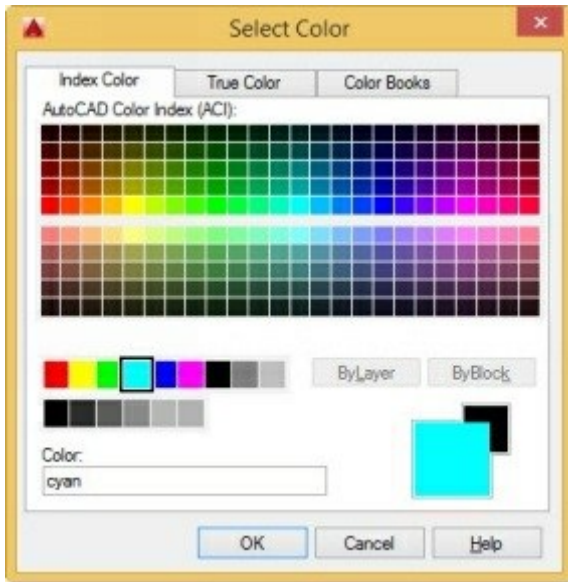 Select Color
Index Color True Color Color Books
AutoCAD Color Index (ACI):
ByLayer ByBlock
Color:
cyan
OK Cancel Help